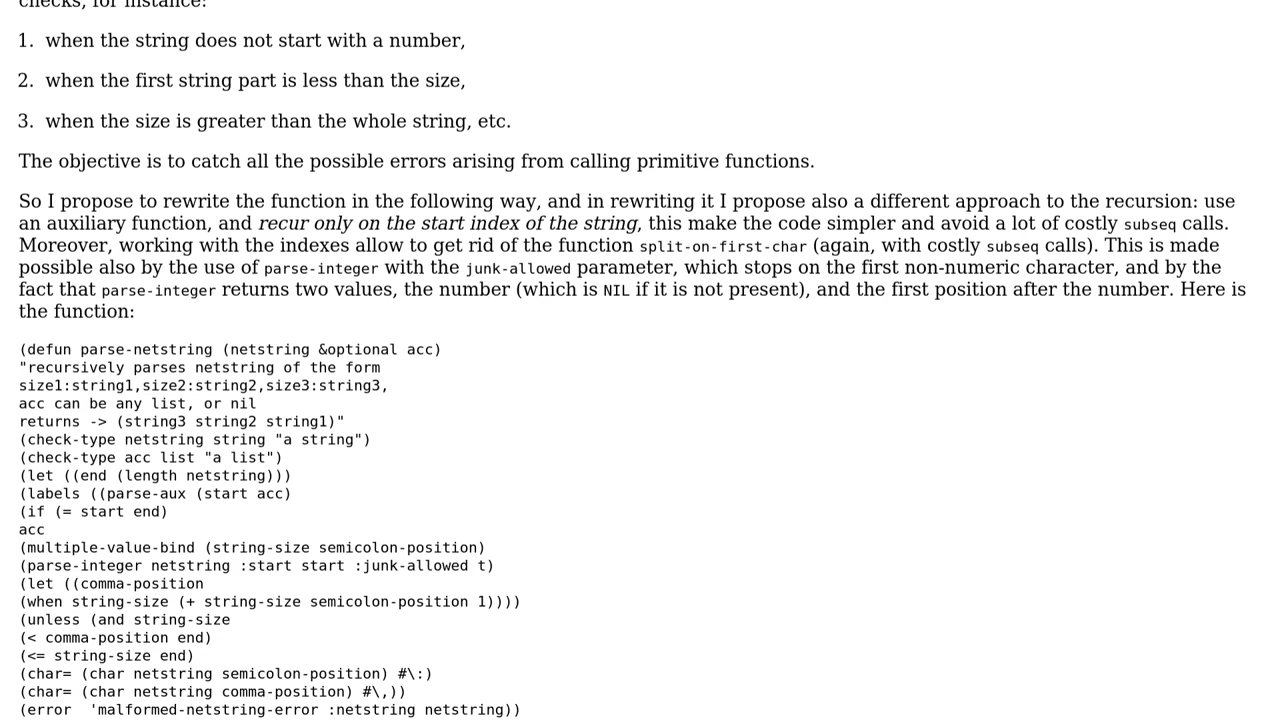 checks, for instance:
1. when the string does not start with a number,
2. when the first string part is less than the size,
3. when the size is greater than the whole string, etc.
The objective is to catch all the possible errors arising from calling primitive functions.
So I propose to rewrite the function in the following way, and in rewriting it I propose also a different approach to the recursion: use
an auxiliary function, and recur only on the start index of the string, this make the code simpler and avoid a lot of costly subseq calls.
Moreover, working with the indexes allow to get rid of the function split-on-first-char (again, with costly subseq calls). This is made
possible also by the use of parse-integer with the junk-allowed parameter, which stops on the first non-numeric character, and by the
fact that parse-integer returns two values, the number (which is NIL if it is not present), and the first position after the number. Here is
the function:
(defun parse-netstring (netstring &optional acc)
"recursively parses netstring of the form
size1:string1,size2:string2,size3:string3,
acc can be any list, or nil
returns -> (string3 string2 string1)"
(check-type netstring string "a string")
(check-type acc list "a list")
(let ((end (length netstring)))
(labels ((parse-aux (start acc)
(if (= start end)
acc
(multiple-value-bind (string-size semicolon-position)
(parse-integer netstring :start start :junk-allowed t)
(let ((comma-position
(when string-size (+ string-size semicolon-position 1))))
(unless (and string-size
(< comma-position end)
(<= string-size end)
(char= (char netstring semicolon-position) #\:)
(char= (char netstring comma-position) #\,))
(error  'malformed-netstring-error :netstring netstring))